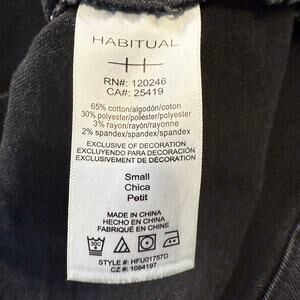 HABITUAL
RN#: 120246
CA#: 25419
65% cotton/algodón/coton
30% polyester/poliéster/polyester
3% rayon/rayón/rayonne
2% spandex/spandex/spandex
EXCLUSIVE OF DECORATION
EXCLUYENDO PARA DECORACIÓN
EXCLUSIVEMENT DE DÉCORATION
Small
Chica
Petit
MADE IN CHINA
HECHO EN CHINA
FABRIQUÉ EN CHINE
STYLE #: HFU01757D
CZ #: 1094197